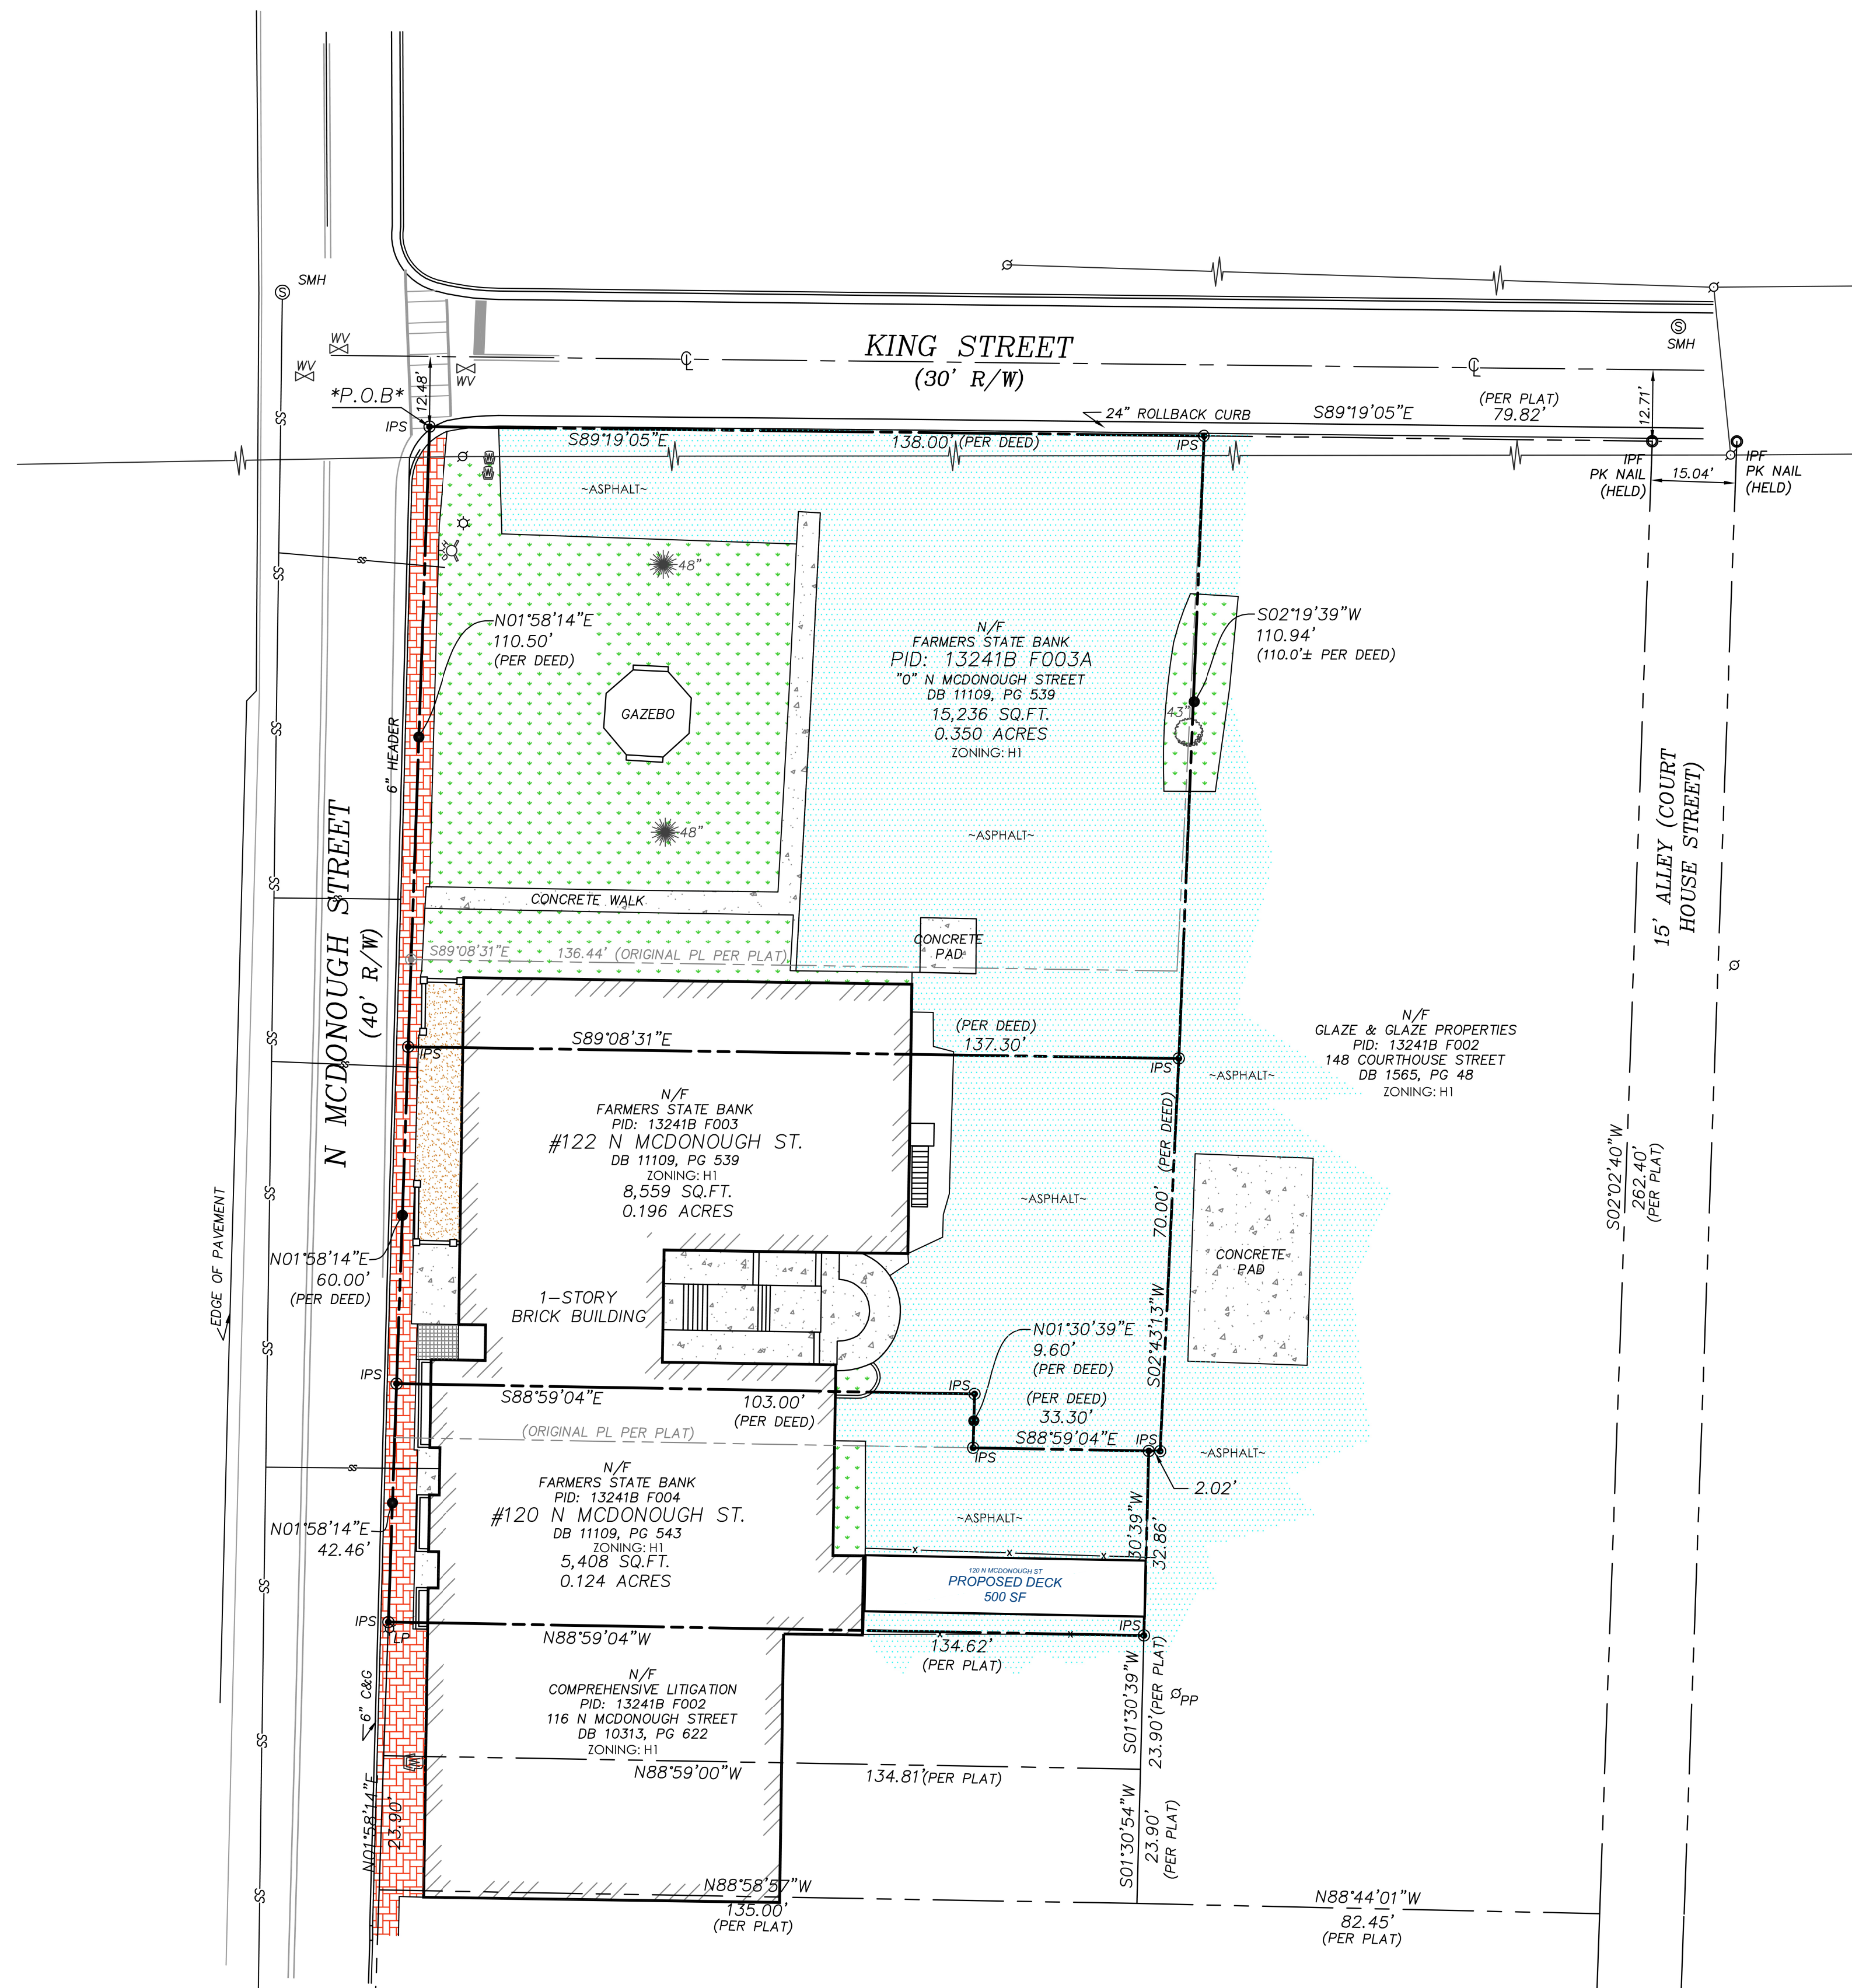 SMH
S
WV
WV
WV
KING STREET
(30' R/W)
SMH
S
*P.O.B*
12.48'
IPS
24" ROLLBACK CURB
S89°19'05"E
(PER PLAT)
79.82'
12.71'
S89°19'05"E
138.00' (PER DEED)
IPS
IPF
PK NAIL
(HELD)
15.04'
IPF
PK NAIL
(HELD)
~ASPHALT~
48"
N01°58'14"E
110.50'
(PER DEED)
N/F
FARMERS STATE BANK
PID: 13241B F003A
"0" N MCDONOUGH STREET
DB 11109, PG 539
15,236 SQ.FT.
0.350 ACRES
ZONING: H1
S02°19'39"W
110.94'
(110.0'± PER DEED)
43"
GAZEBO
6" HEADER
48"
~ASPHALT~
N MCDONOUGH STREET
(40' R/W)
15' ALLEY (COURT
HOUSE STREET)
CONCRETE WALK
S89°08'31"E
136.44' (ORIGINAL PL PER PLAT)
CONCRETE
PAD
IPS
S89°08'31"E
(PER DEED)
137.30'
IPS
~ASPHALT~
N/F
GLAZE & GLAZE PROPERTIES
PID: 13241B F002
148 COURTHOUSE STREET
DB 1565, PG 48
ZONING: H1
N/F
FARMERS STATE BANK
PID: 13241B F003
#122 N MCDONOUGH ST.
DB 11109, PG 539
ZONING: H1
8,559 SQ.FT.
0.196 ACRES
~ASPHALT~
S02°43'13"W
70.00'
(PER DEED)
S02°02'40"W
262.40'
(PER PLAT)
EDGE OF PAVEMENT
N01°58'14"E
60.00'
(PER DEED)
CONCRETE
PAD
1-STORY
BRICK BUILDING
N01°30'39"E
9.60'
(PER DEED)
IPS
S88°59'04"E
103.00'
(PER DEED)
IPS
(PER DEED)
33.30'
S88°59'04"E
IPS
IPS
~ASPHALT~
2.02'
(ORIGINAL PL PER PLAT)
N/F
FARMERS STATE BANK
PID: 13241B F004
#120 N MCDONOUGH ST.
DB 11109, PG 543
ZONING: H1
5,408 SQ.FT.
0.124 ACRES
~ASPHALT~
30'39"W
32.86'
N01°58'14"E
42.46'
120 N MCDONOUGH ST
PROPOSED DECK
500 SF
IPS
LP
N88°59'04"W
134.62'
(PER PLAT)
IPS
6" C&G
N/F
COMPREHENSIVE LITIGATION
PID: 13241B F002
116 N MCDONOUGH STREET
DB 10313, PG 622
ZONING: H1
S01°30'39"W
23.90'(PER PLAT)
PP
N88°59'00"W
134.81'(PER PLAT)
N01°58'14"E
23.90'
S01°30'54"W
23.90'
(PER PLAT)
N88°58'57"W
135.00'
(PER PLAT)
N88°44'01"W
82.45'
(PER PLAT)